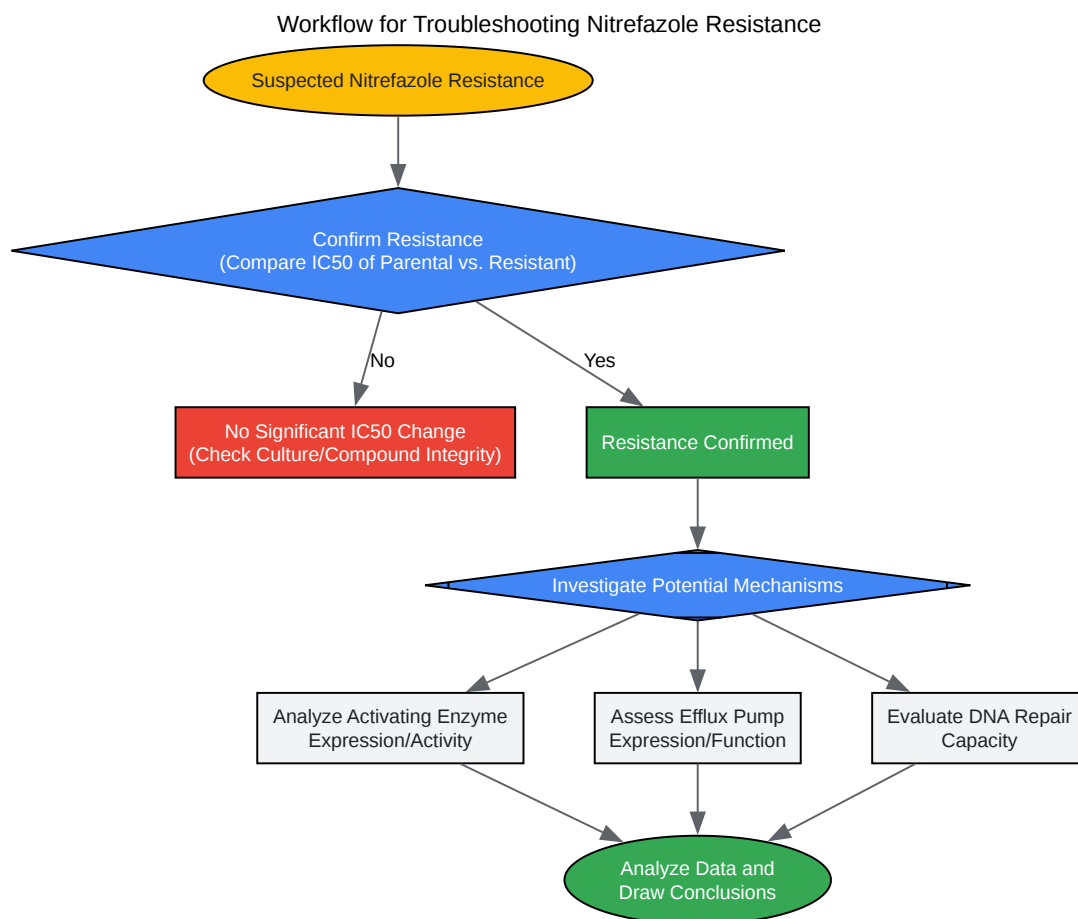 Workflow for Troubleshooting Nitrefazole Resistance
Suspected Nitrefazole Resistance
Confirm Resistance
(Compare IC50 of Parental vs. Resistant)
No
Yes
No Significant IC50 Change
(Check Culture/Compound Integrity)
Resistance Confirmed
Investigate Potential Mechanisms
Analyze Activating Enzyme
Expression/Activity
Assess Efflux Pump
Expression/Function
Evaluate DNA Repair
Capacity
Analyze Data and
Draw Conclusions